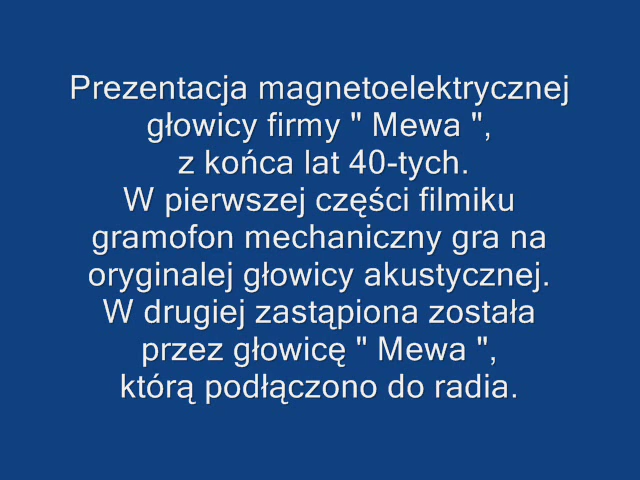 Prezentacja magnetoelektrycznej
głowicy firmy " Mewa ",
z końca lat 40-tych.
W pierwszej części filmiku
gramofon mechaniczny gra na
oryginalej głowicy akustycznej.
W drugiej zastąpiona została
przez głowicę " Mewa ",
którą podłączono do radia.